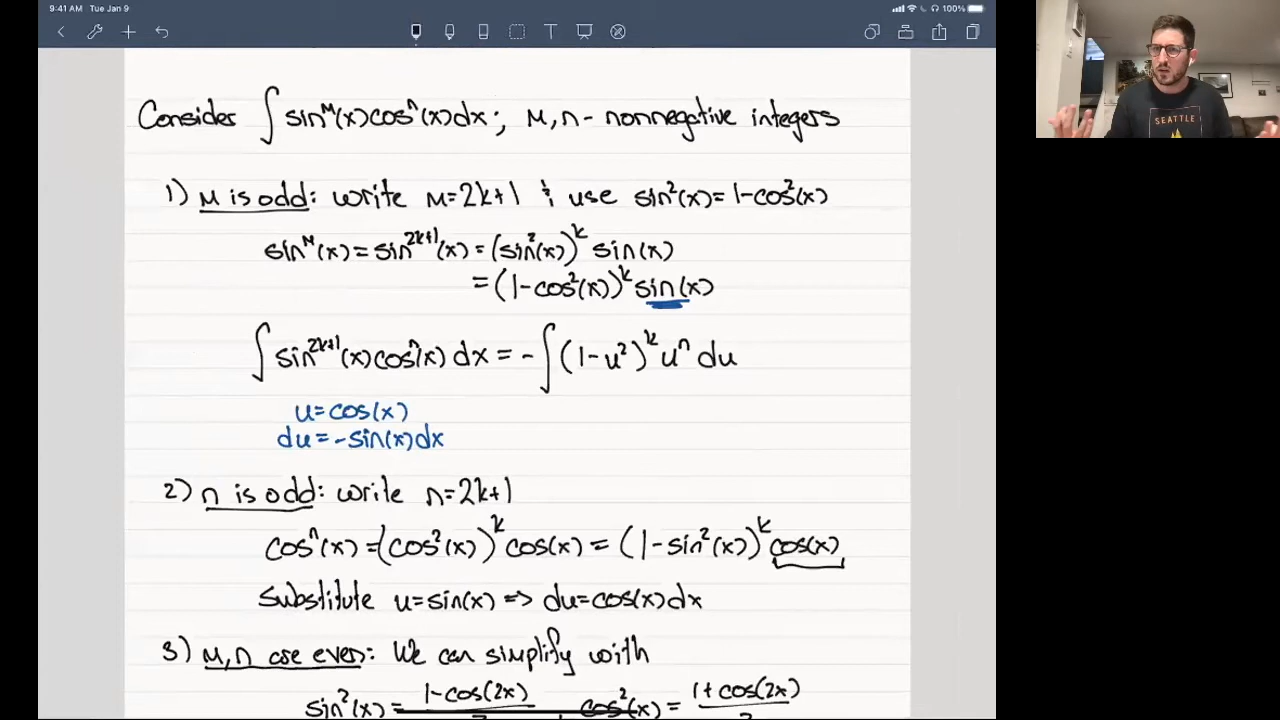 9:41 AM Tue Jan 9
100%
Consider ∫ sin^m(x)cos^n(x)dx; m,n - nonnegative integers
1) m is odd: write m=2k+1 & use sin²(x)=1-cos²(x)
sin^m(x)=sin^{2k+1}(x)=(sin²(x))^k sin(x)
=(1-cos²(x))^k sin(x)
∫ sin^{2k+1}(x)cos^n(x)dx = -∫(1-u²)^k u^n du
u=cos(x)
du=-sin(x)dx
2) n is odd: write n=2k+1
cos^n(x)=(cos²(x))^k cos(x)=(1-sin²(x))^k cos(x)
Substitute u=sin(x) => du=cos(x)dx
3) m,n are even: We can simplify with
sin²(x)=(1-cos(2x))/2 cos²(x)=(1+cos(2x))/2
SEATTLE